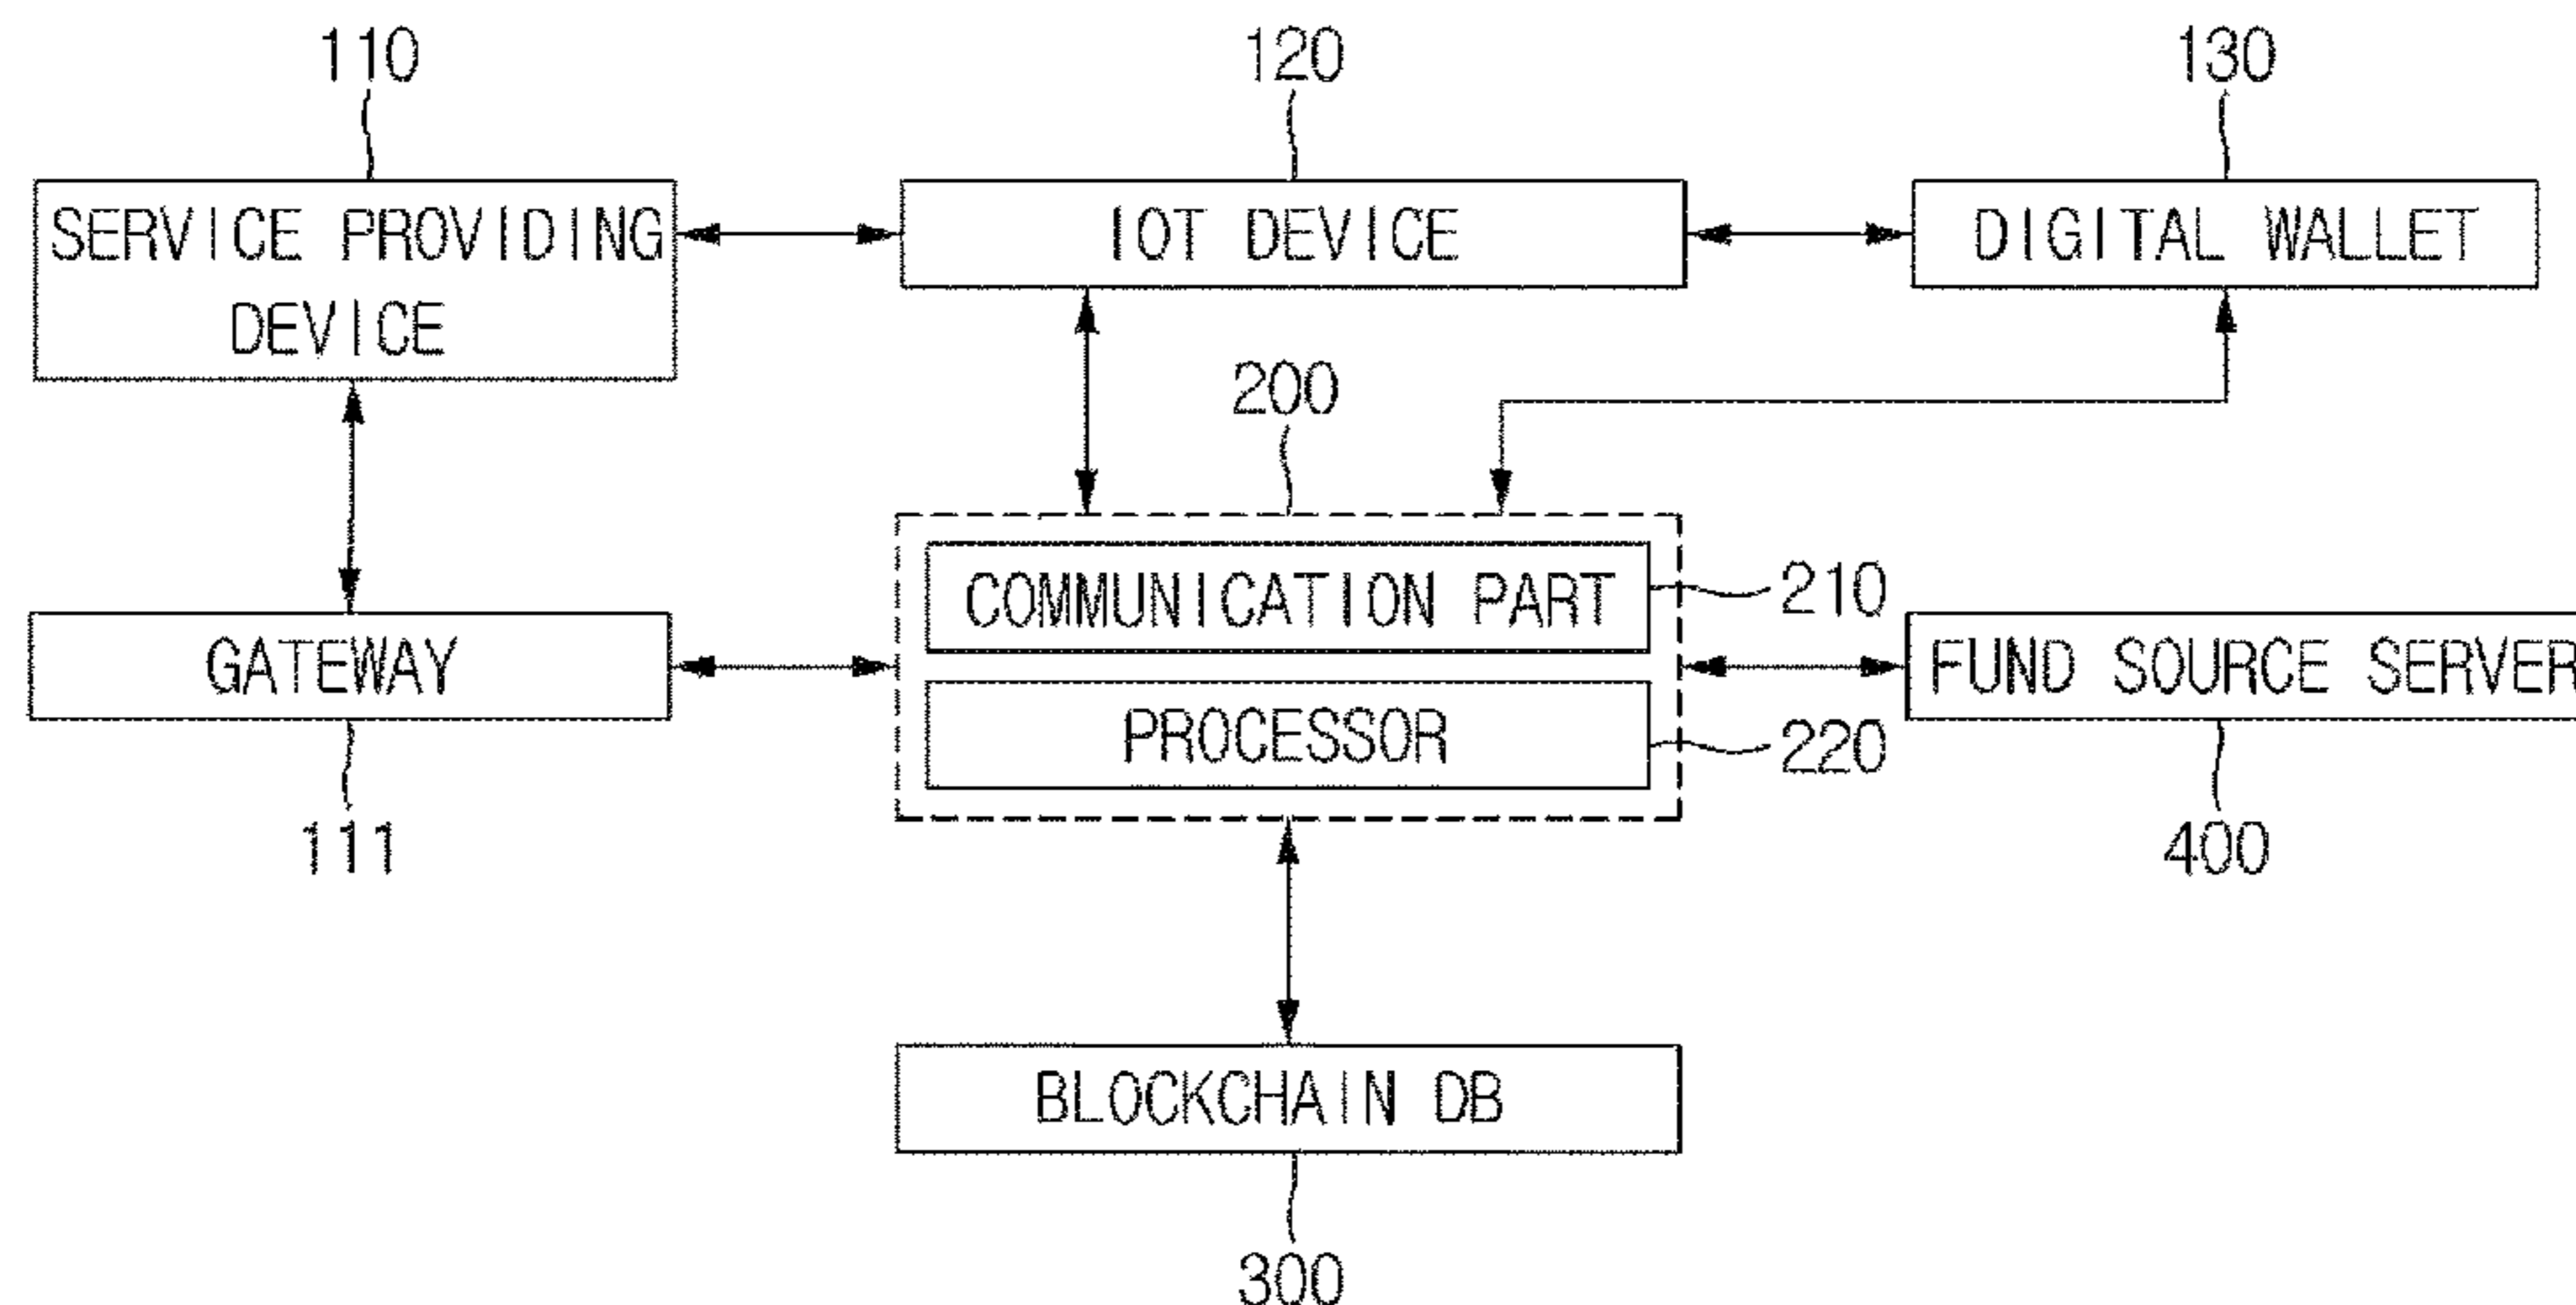 110
120
130
SERVICE PROVIDING
DEVICE
IOT DEVICE
DIGITAL WALLET
200
COMMUNICATION PART
210
GATEWAY
FUND SOURCE SERVER
PROCESSOR
220
111
400
BLOCKCHAIN DB
300